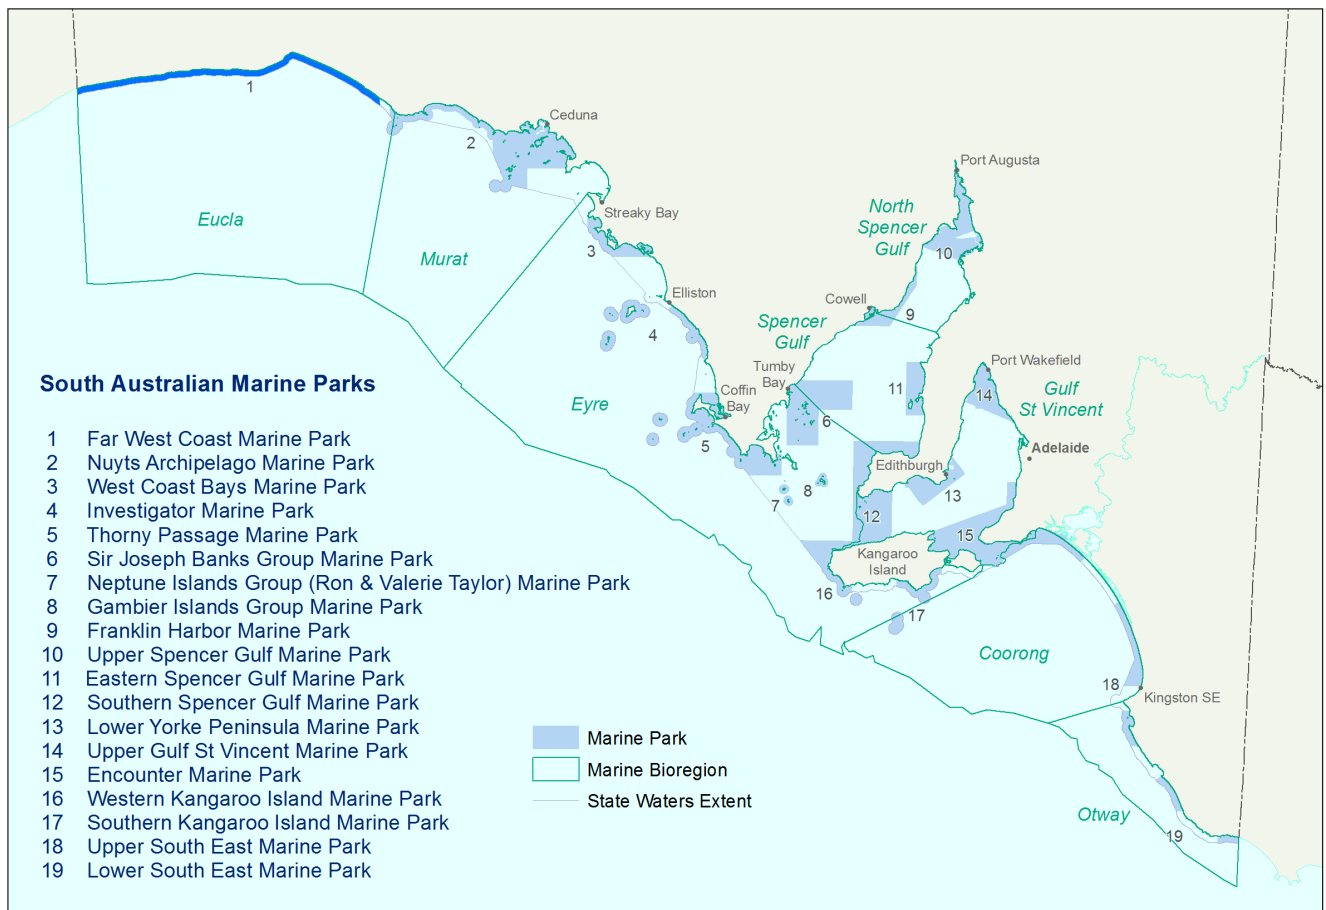 1
Ceduna
2
Port Augusta
Eucla
Streaky Bay
North
Spencer
Gulf
3
10
Murat
Elliston
Cowell
9
Spencer
Gulf
4
Port Wakefield
Tumby
Bay
South Australian Marine Parks
Coffin
Bay
11
14
Gulf
St Vincent
Eyre
6
5
Adelaide
Edithburgh
8
7
13
12
15
Kangaroo
Island
16
17
Coorong
18
Kingston SE
Otway
19
1 Far West Coast Marine Park
2 Nuyts Archipelago Marine Park
3 West Coast Bays Marine Park
4 Investigator Marine Park
5 Thorny Passage Marine Park
6 Sir Joseph Banks Group Marine Park
7 Neptune Islands Group (Ron & Valerie Taylor) Marine Park
8 Gambier Islands Group Marine Park
9 Franklin Harbor Marine Park
10 Upper Spencer Gulf Marine Park
11 Eastern Spencer Gulf Marine Park
12 Southern Spencer Gulf Marine Park
13 Lower Yorke Peninsula Marine Park
14 Upper Gulf St Vincent Marine Park
15 Encounter Marine Park
16 Western Kangaroo Island Marine Park
17 Southern Kangaroo Island Marine Park
18 Upper South East Marine Park
19 Lower South East Marine Park
Marine Park
Marine Bioregion
State Waters Extent